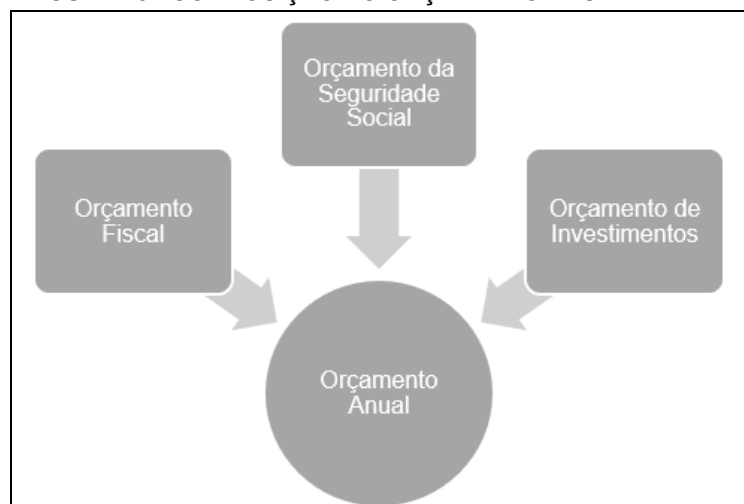 Orçamento da
Seguridade
Social
Orçamento
Fiscal
Orçamento de
Investimentos
Orçamento
Anual